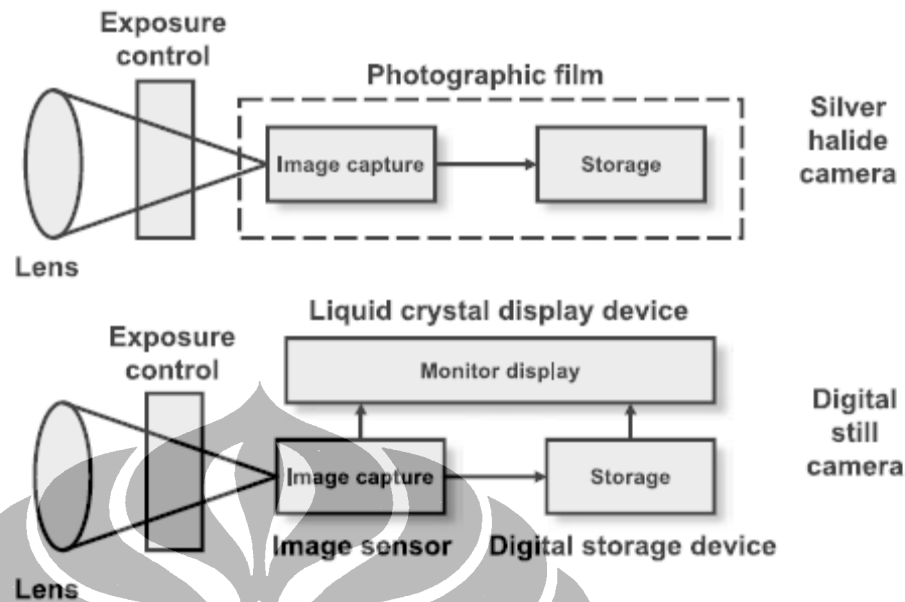 Exposure
control
Photographic film
Silver
halide
camera
Image capture
Storage
Lens
Liquid crystal display device
Exposure
control
Monitor display
Digital
still
camera
Image capture
Storage
Image sensor
Digital storage device
Lens